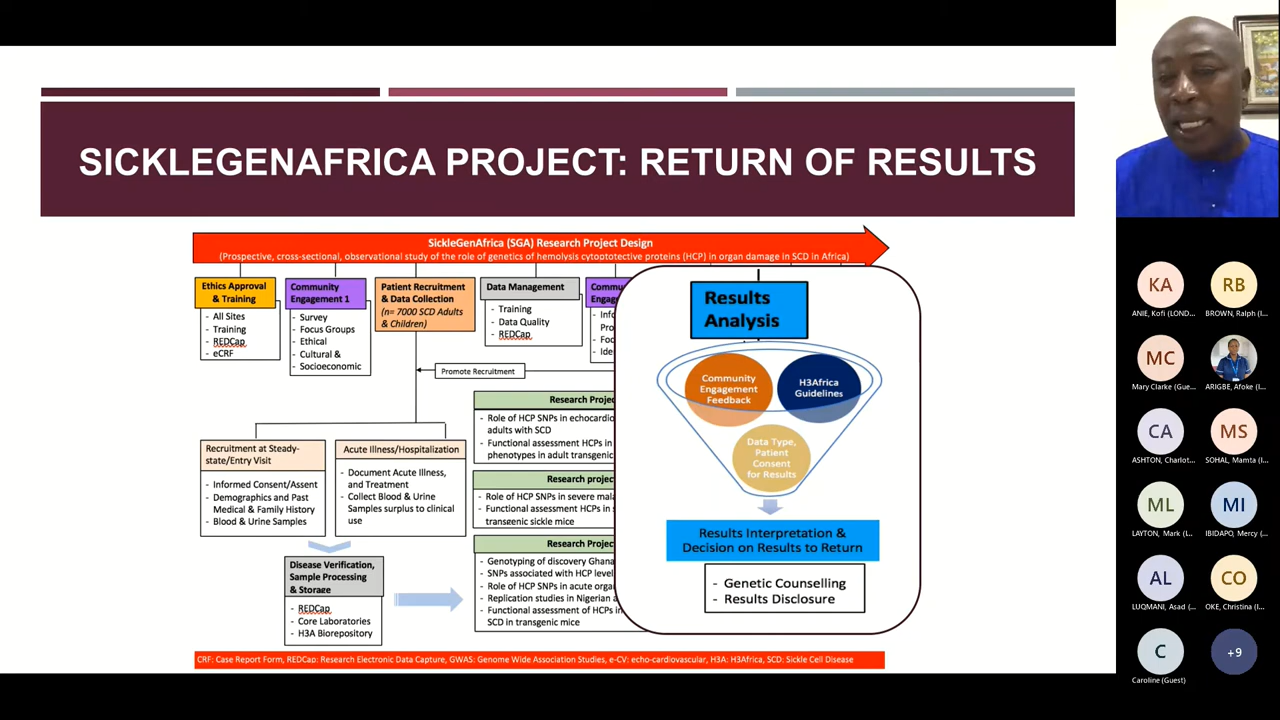 SICKLEGENAFRICA PROJECT: RETURN OF RESULTS
SickleGenAfrica (SGA) Research Project Design
(Prospective, cross-sectional, observational study of the role of genetics of hemolysis cytoptotective proteins (HCP) in organ damage in SCD in Africa)
Ethics Approval
& Training
- All Sites
- Training
- REDCap
- eCRF
Community
Engagement 1
- Survey
- Focus Groups
- Ethical
- Cultural &
- Socioeconomic
Patient Recruitment
& Data Collection
(n= 7000 SCD Adults
& Children)
Data Management
- Training
- Data Quality
- REDCap
Promote Recruitment
Recruitment at Steady-
state/Entry Visit
- Informed Consent/Assent
- Demographics and Past
Medical & Family History
- Blood & Urine Samples
Acute Illness/Hospitalization
- Document Acute Illness,
and Treatment
- Collect Blood & Urine
Samples surplus to clinical
use
Disease Verification,
Sample Processing
& Storage
- REDCap
- Core Laboratories
- H3A Biorepository
Research Projec
- Role of HCP SNPs in echocardio
adults with SCD
- Functional assessment HCPs in
phenotypes in adult transgenic
Research projec
- Role of HCP SNPs in severe mala
- Functional assessment HCPs in s
transgenic sickle mice
Research Projec
- Genotyping of discovery Ghana
- SNPs associated with HCP level
- Role of HCP SNPs in acute orga
- Replication studies in Nigerian a
- Functional assessment of HCPs in
SCD in transgenic mice
Results
Analysis
Community
Engagement
Feedback
H3Africa
Guidelines
Data Type,
Patient
Consent
for Results
Results Interpretation &
Decision on Results to Return
- Genetic Counselling
- Results Disclosure
CRF: Case Report Form, REDCap: Research Electronic Data Capture, GWAS: Genome Wide Association Studies, e-CV: echo-cardiovascular, H3A: H3Africa, SCD: Sickle Cell Disease
KA
RB
ANIE, Kofi (LOND...
BROWN, Ralph (I...
MC
Mary Clarke (Gue...
ARIGBE, Afoke (I...
CA
MS
ASHTON, Charlot...
SOHAL, Mamta (L...
ML
MI
LAYTON, Mark (I...
IBIDAPO, Mercy (...
AL
CO
LUQMANI, Asad (I...
OKE, Christina (I...
C
+9
Caroline (Guest)